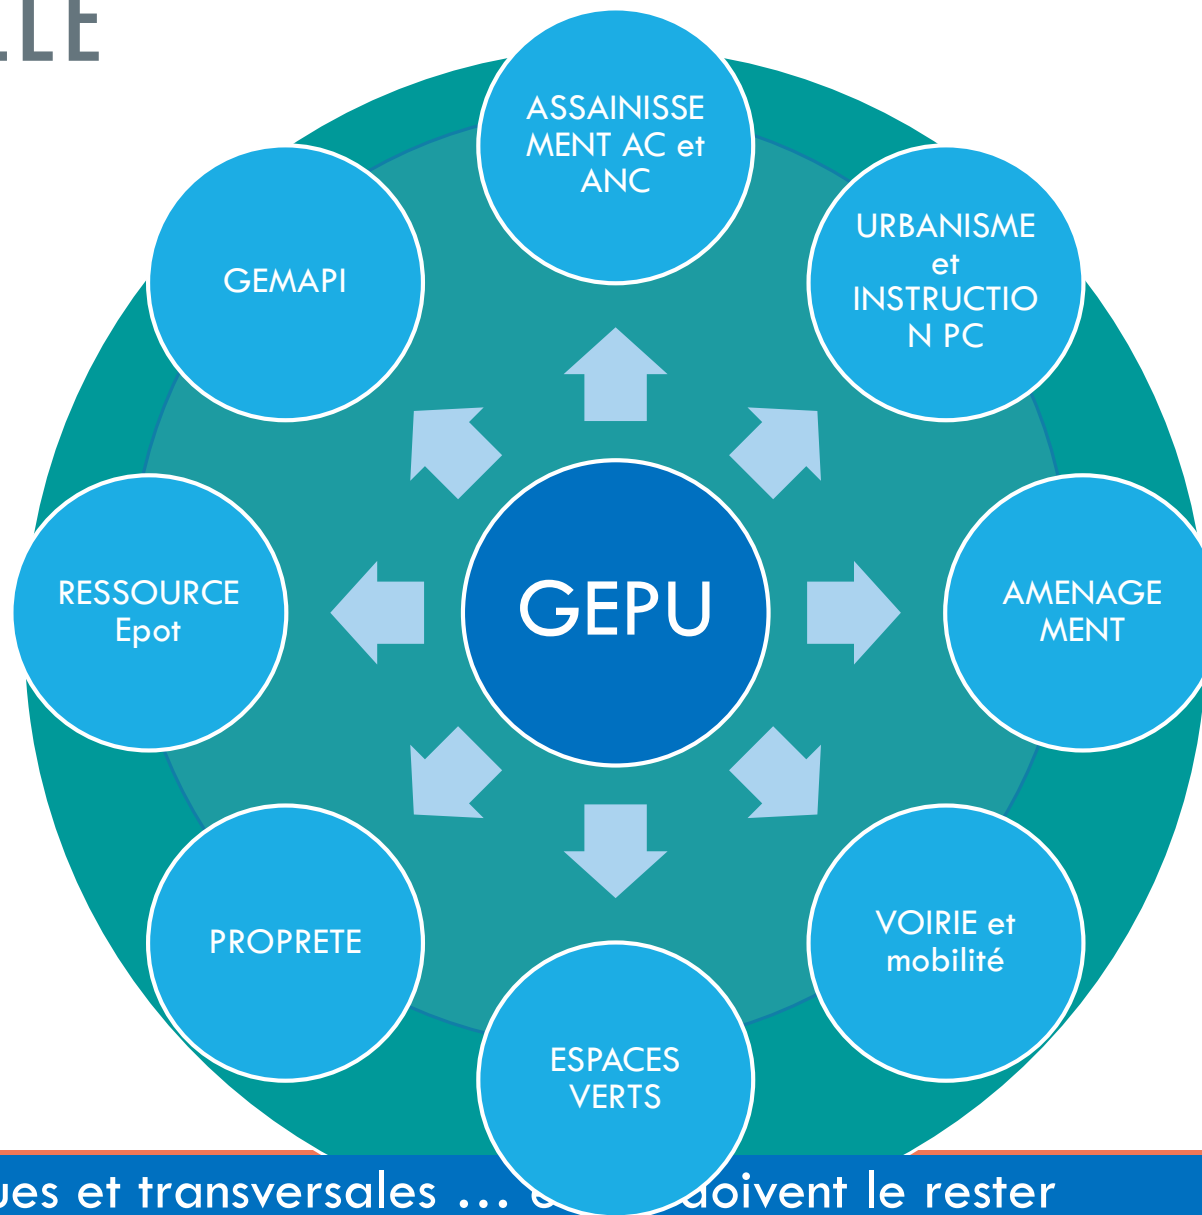 LLE
ASSAINISSE
MENT AC et
ANC
URBANISME
et
INSTRUCTIO
N PC
GEMAPI
RESSOURCE
Epot
GEPU
AMENAGE
MENT
PROPRETE
VOIRIE et
mobilité
ESPACES
VERTS
ues et transversales … doivent le rester